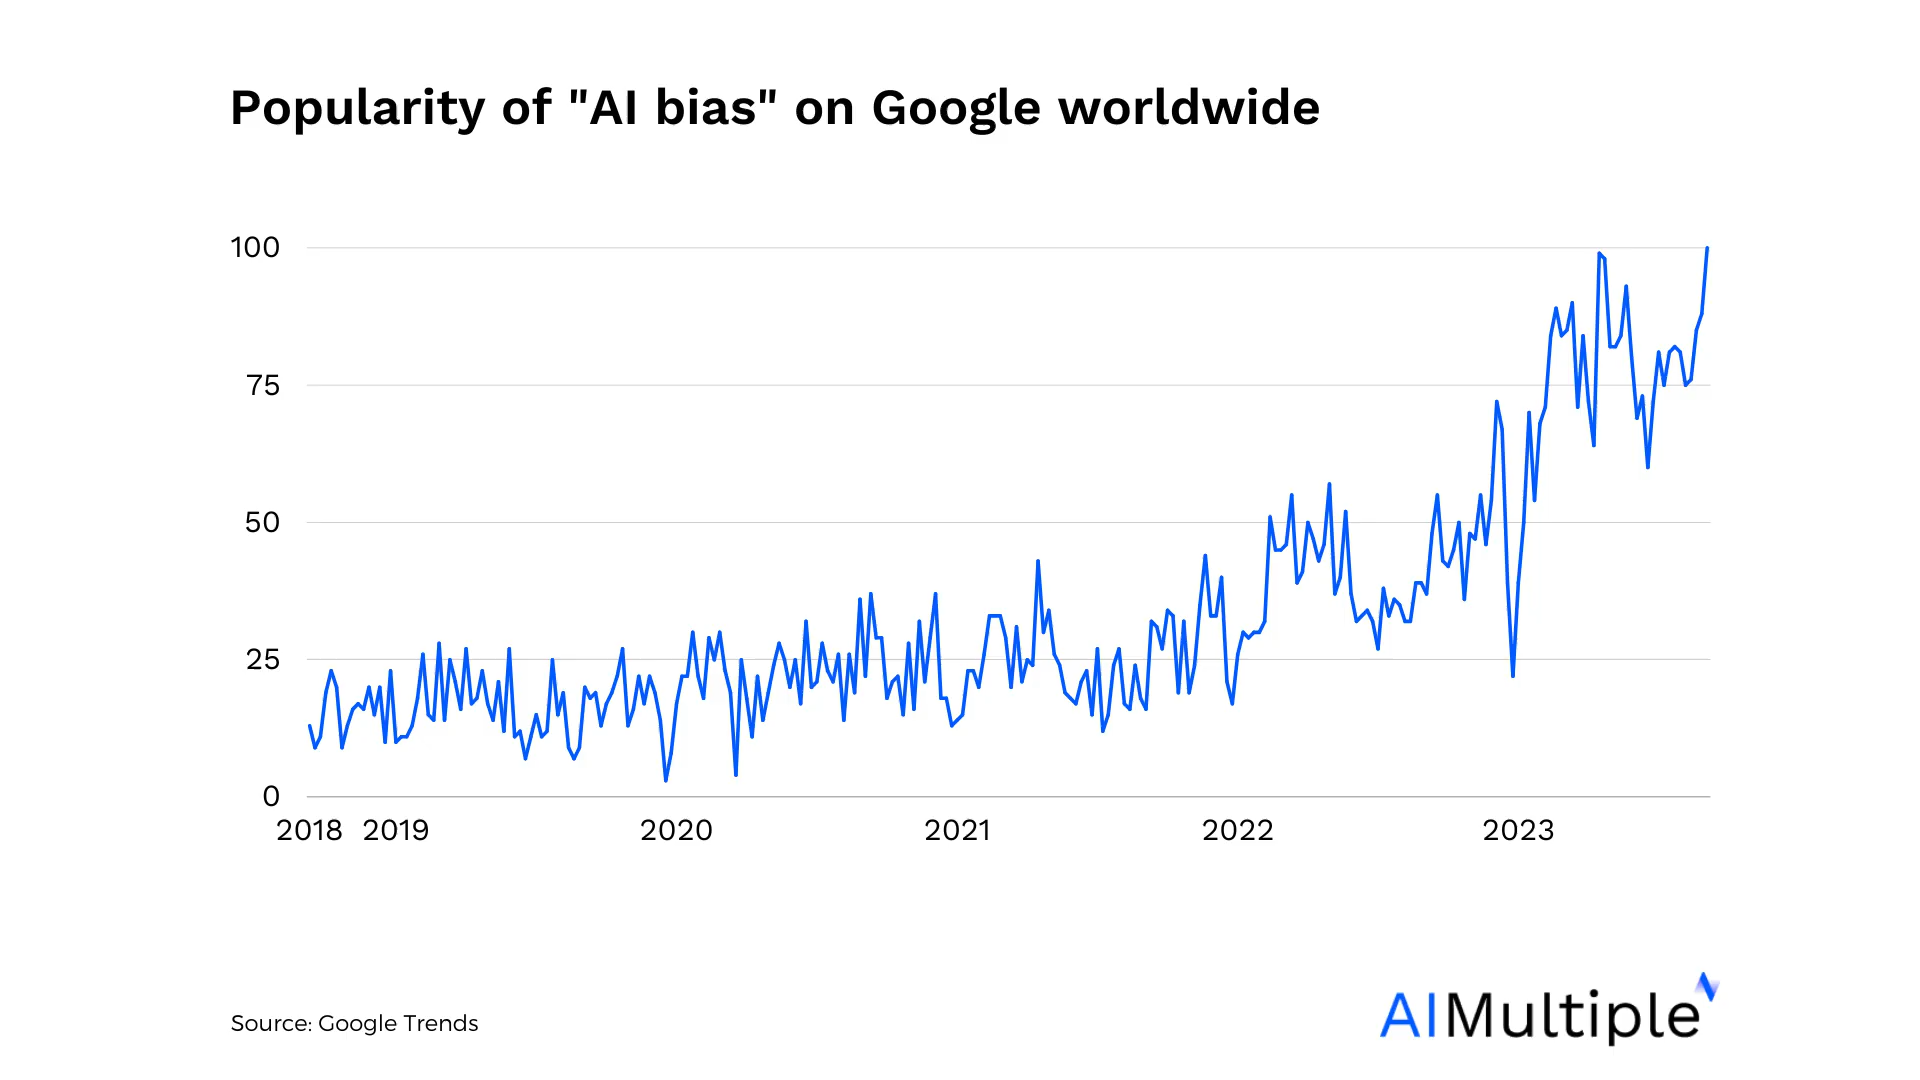 Popularity of "AI bias" on Google worldwide
100
75
50
25
0
2018 2019 2020 2021 2022 2023
Source: Google Trends
AIMultiple